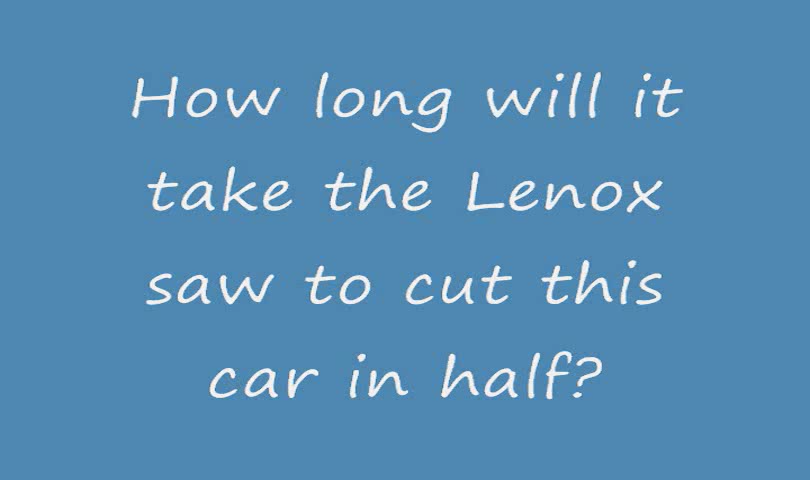 How long will it
take the Lenox
saw to cut this
car in half?